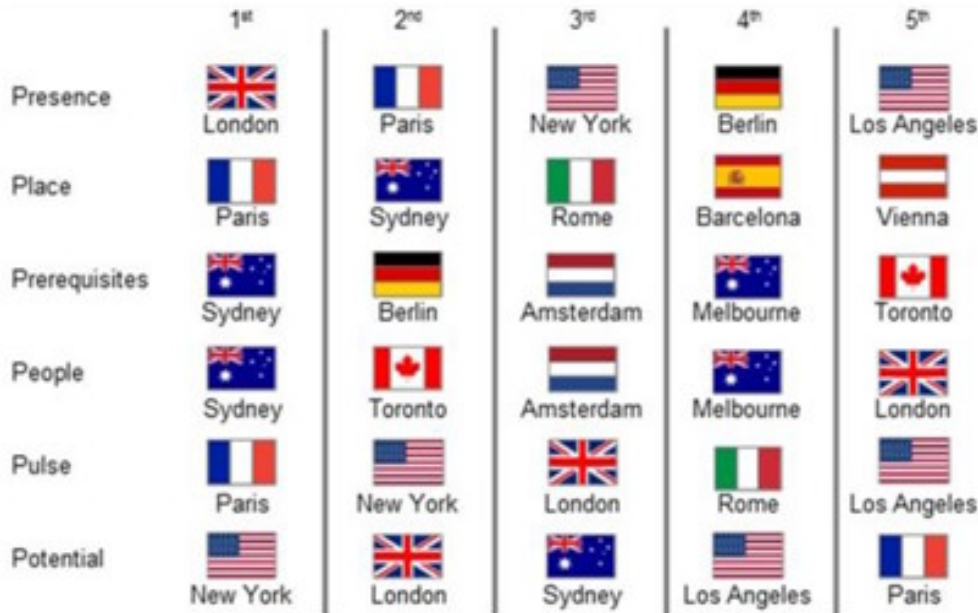 1st 2nd 3rd 4th 5th
Presence
London Paris New York Berlin Los Angeles
Place
Paris Sydney Rome Barcelona Vienna
Prerequisites
Sydney Berlin Amsterdam Melbourne Toronto
People
Sydney Toronto Amsterdam Melbourne London
Pulse
Paris New York London Rome Los Angeles
Potential
New York London Sydney Los Angeles Paris